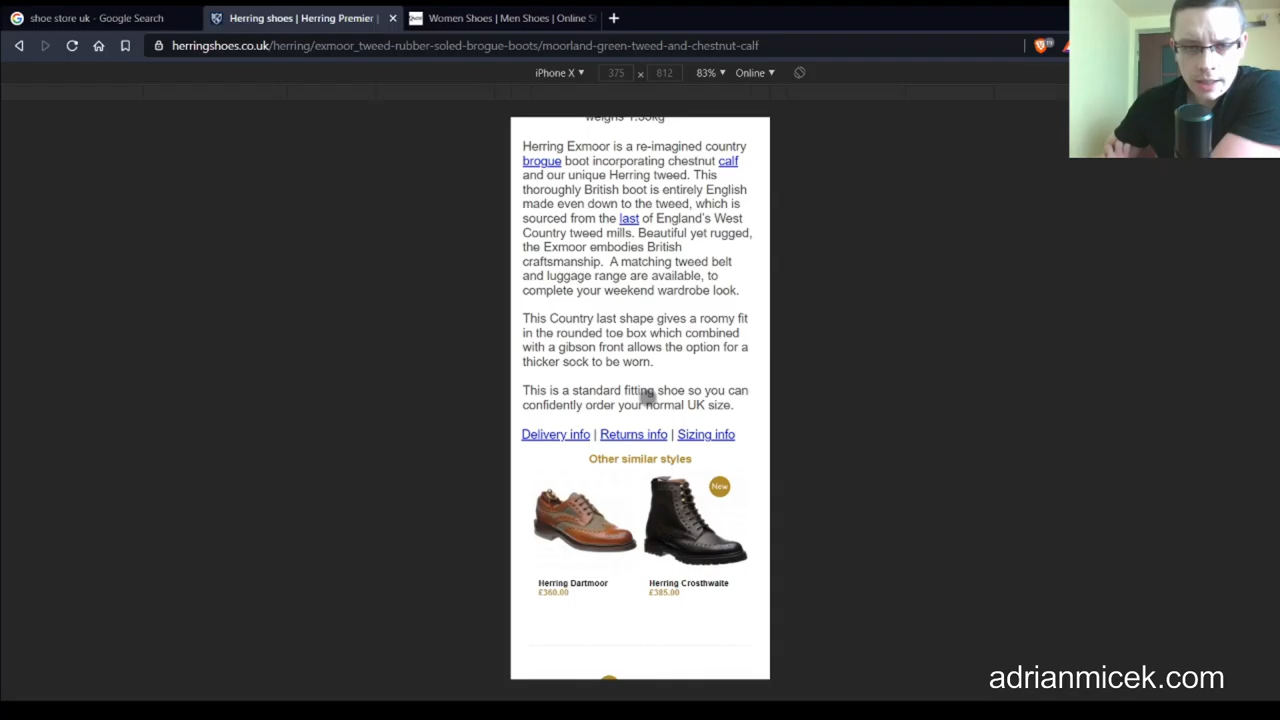 shoe store uk - Google Search
Herring shoes | Herring Premier |
Women Shoes | Men Shoes | Online S
herringshoes.co.uk/herring/exmoor_tweed-rubber-soled-brogue-boots/moorland-green-tweed-and-chestnut-calf
iPhone X ▼ 375 x 812 83% ▼ Online ▼
weighs 1.55kg
Herring Exmoor is a re-imagined country
brogue boot incorporating chestnut calf
and our unique Herring tweed. This
thoroughly British boot is entirely English
made even down to the tweed, which is
sourced from the last of England's West
Country tweed mills. Beautiful yet rugged,
the Exmoor embodies British
craftsmanship. A matching tweed belt
and luggage range are available, to
complete your weekend wardrobe look.
This Country last shape gives a roomy fit
in the rounded toe box which combined
with a gibson front allows the option for a
thicker sock to be worn.
This is a standard fitting shoe so you can
confidently order your normal UK size.
Delivery info | Returns info | Sizing info
Other similar styles
New
Herring Dartmoor
£360.00
Herring Crosthwaite
£385.00
adrianmicek.com